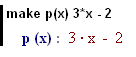 make p(x) 3*x - 2
p (x) :  3 · x  -  2